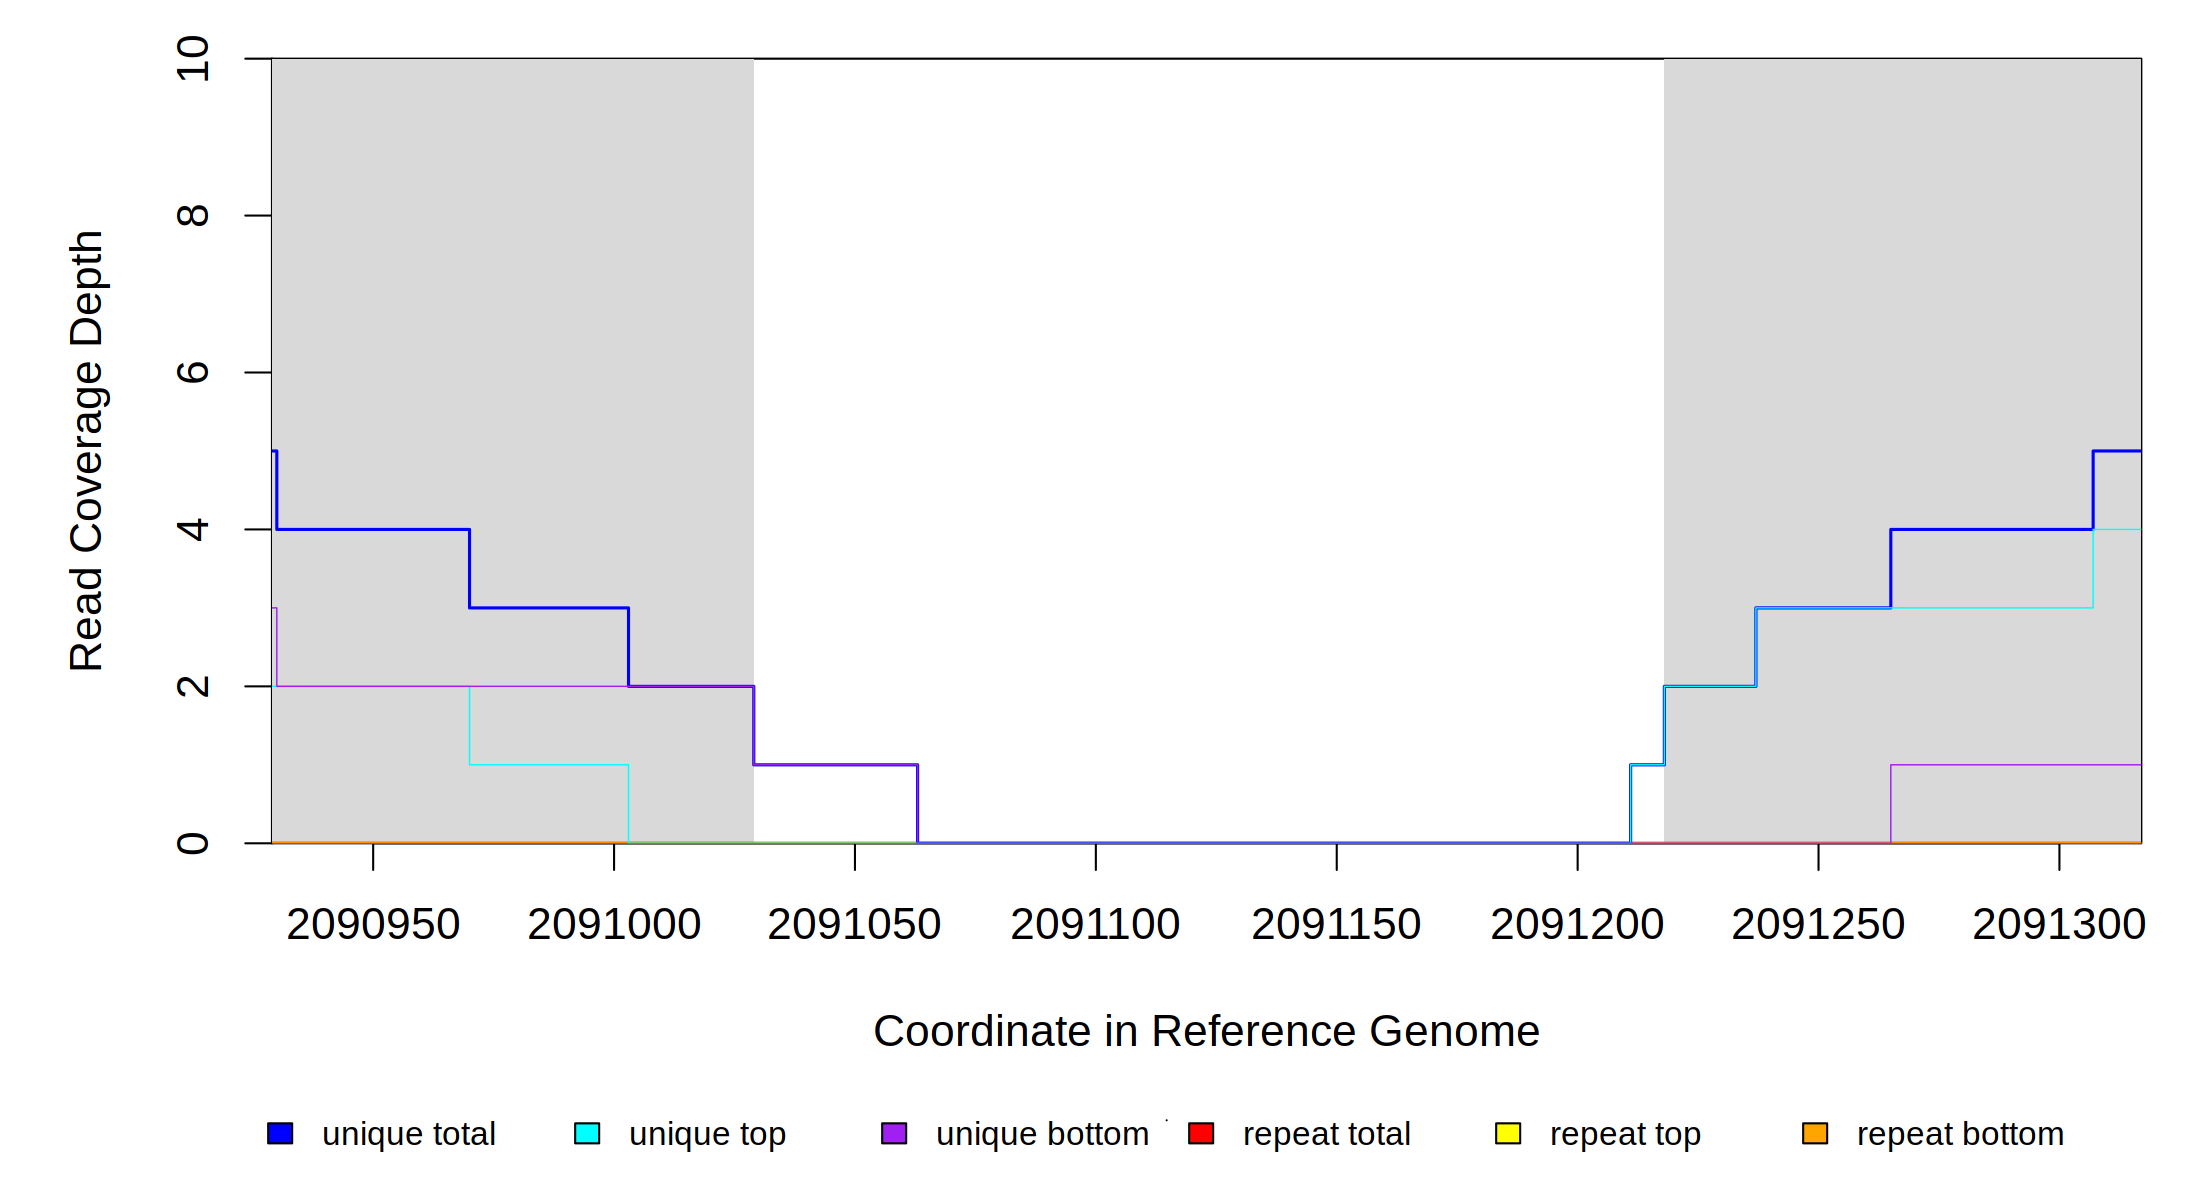 10
8
6
4
2
0
Read Coverage Depth
2090950 2091000 2091050 2091100 2091150 2091200 2091250 2091300
Coordinate in Reference Genome
unique total unique top unique bottom repeat total repeat top repeat bottom